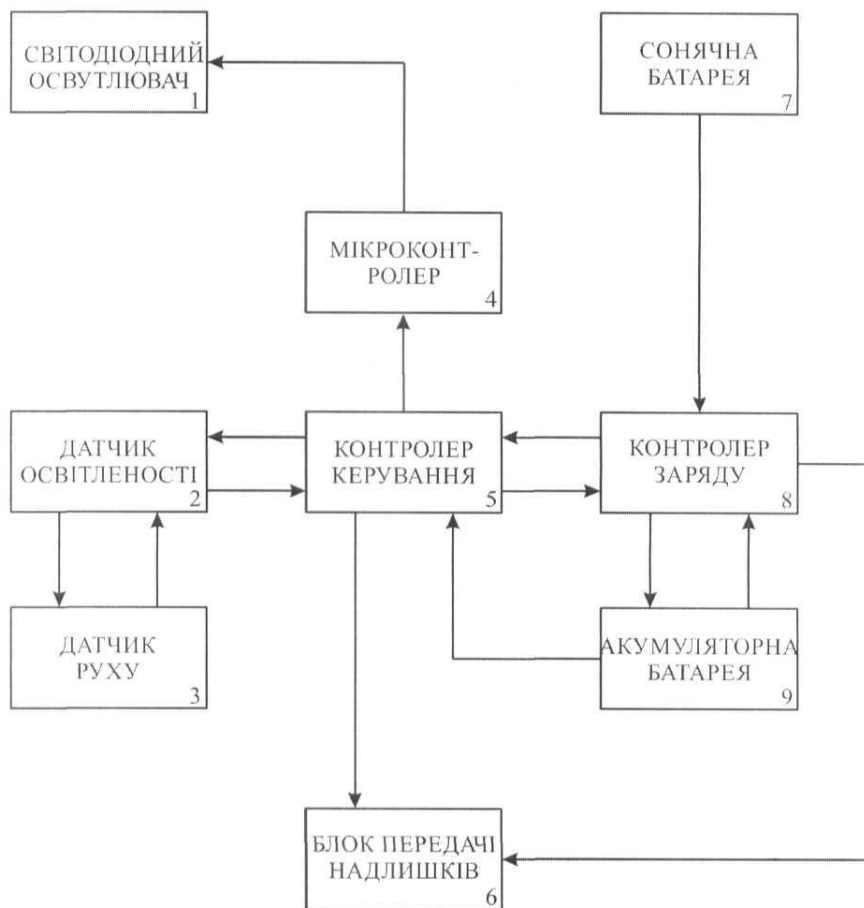 СВІТОДІОДНИЙ
ОСВУТЛЮВАЧ
1
СОНЯЧНА
БАТАРЕЯ
7
МІКРОКОНТ-
РОЛЕР
4
ДАТЧИК
ОСВІТЛЕНОСТІ
2
КОНТРОЛЕР
КЕРУВАННЯ
5
КОНТРОЛЕР
ЗАРЯДУ
8
ДАТЧИК
РУХУ
3
АКУМУЛЯТОРНА
БАТАРЕЯ
9
БЛОК ПЕРЕДАЧІ
НАДЛИШКІВ
6